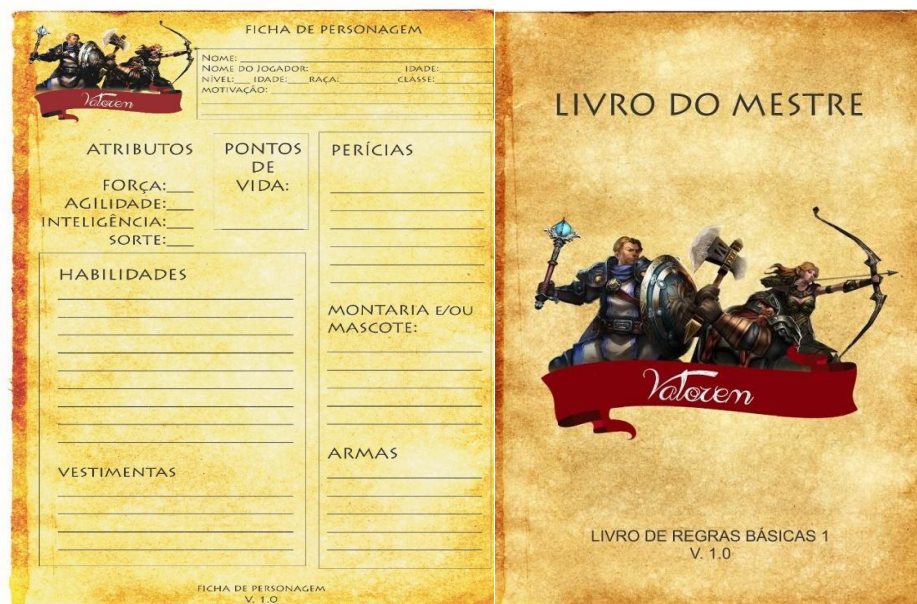 FICHA DE PERSONAGEM
NOME:
NOME DO JOGADOR: IDADE:
NÍVEL: IDADE: RAÇA: CLASSE:
MOTIVAÇÃO:
Valoren
ATRIBUTOS
FORÇA:
AGILIDADE:
INTELIGÊNCIA:
SORTE:
PONTOS
DE
VIDA:
PERÍCIAS
HABILIDADES
MONTARIA E/OU
MASCOTE:
VESTIMENTAS
ARMAS
FICHA DE PERSONAGEM
V. 1.0
LIVRO DO MESTRE
Valoren
LIVRO DE REGRAS BÁSICAS 1
V. 1.0